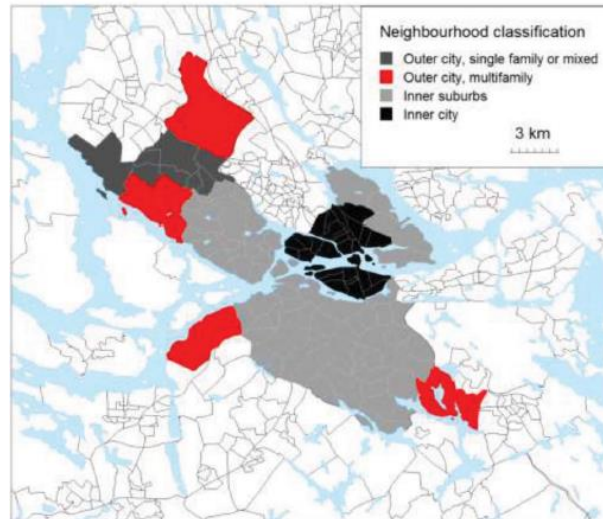 Neighbourhood classification
Outer city, single family or mixed
Outer city, multifamily
Inner suburbs
Inner city
3 km